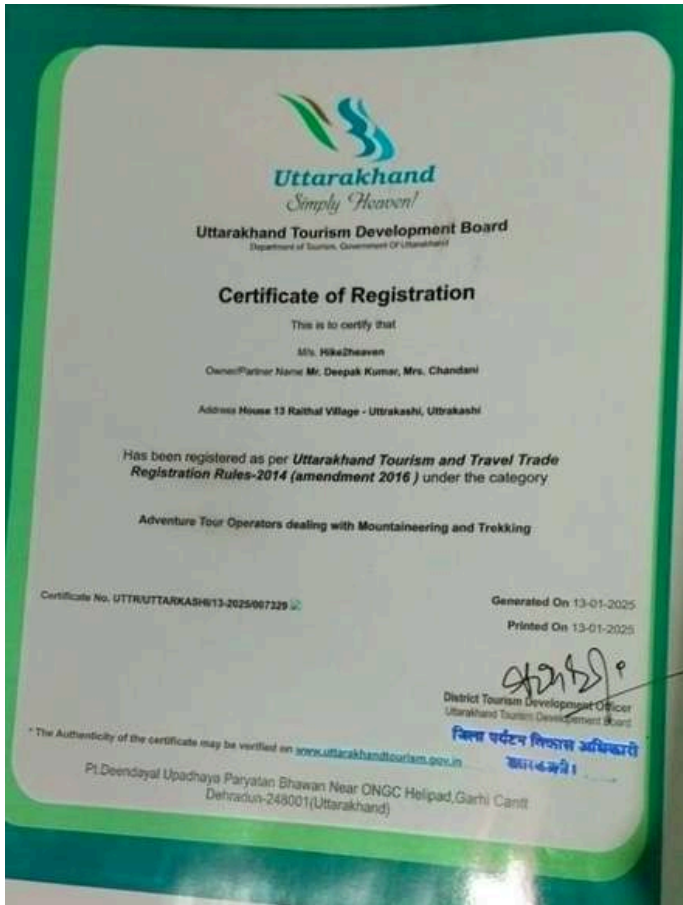 Uttarakhand
Simply Heaven!
Uttarakhand Tourism Development Board
Department of Tourism, Government Of Uttarakhand
Certificate of Registration
This is to certify that
M/s. Hike2heaven
Owner/Partner Name Mr. Deepak Kumar, Mrs. Chandani
Address House 13 Raithal Village - Uttrakashi, Uttrakashi
Has been registered as per Uttarakhand Tourism and Travel Trade
Registration Rules-2014 (amendment 2016 ) under the category
Adventure Tour Operators dealing with Mountaineering and Trekking
Certificate No. UTTR/UTTARKASHI/13-2025/007329
Generated On 13-01-2025
Printed On 13-01-2025
District Tourism Development Officer
Uttarakhand Tourism Development Board
जिला पर्यटन विकास अधिकारी
* The Authenticity of the certificate may be verified on www.uttarakhandtourism.gov.in
Pt.Deendayal Upadhaya Paryatan Bhawan Near ONGC Helipad,Garhi Cantt
Dehradun-248001(Uttarakhand)